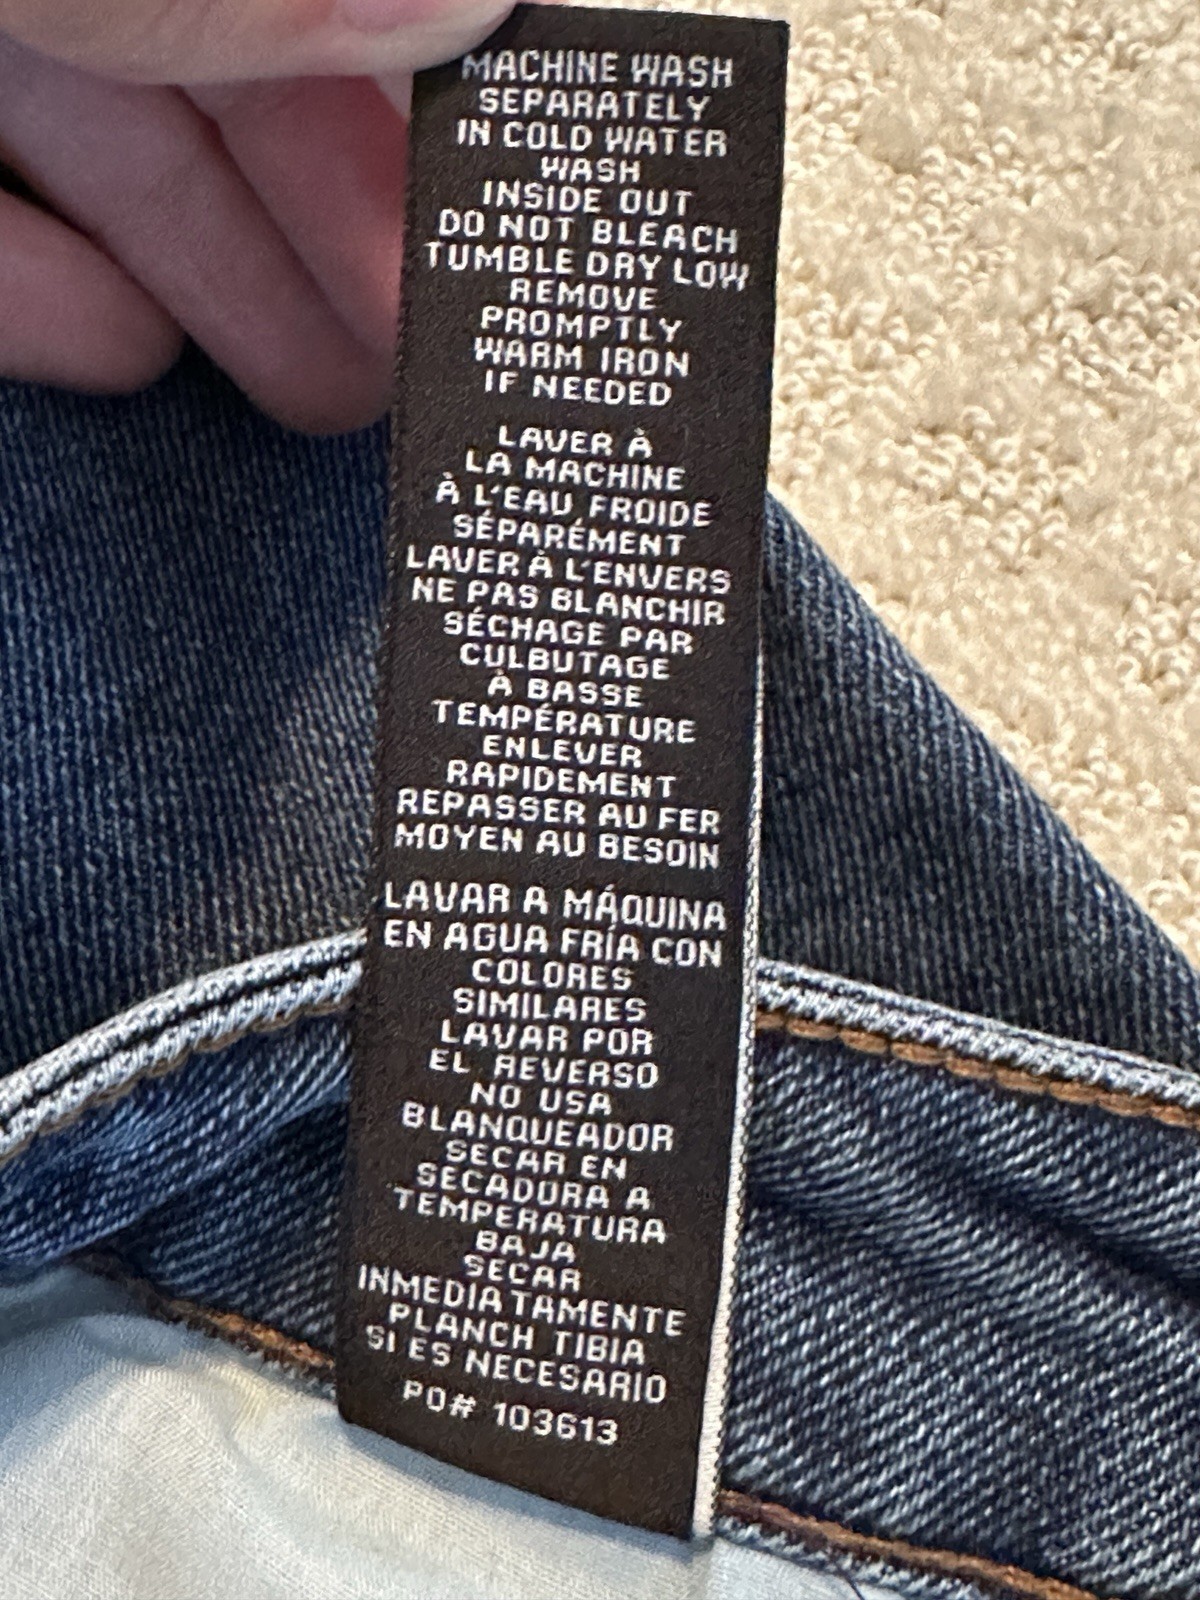 MACHINE WASH
SEPARATELY
IN COLD WATER
WASH
INSIDE OUT
DO NOT BLEACH
TUMBLE DRY LOW
REMOVE
PROMPTLY
WARM IRON
IF NEEDED
LAVER À
LA MACHINE
À L'EAU FROIDE
SÉPARÉMENT
LAVER À L'ENVERS
NE PAS BLANCHIR
SÉCHAGE PAR
CULBUTAGE
À BASSE
TEMPÉRATURE
ENLEVER
RAPIDEMENT
REPASSER AU FER
MOYEN AU BESOIN
LAVAR A MÁQUINA
EN AGUA FRÍA CON
COLORES
SIMILARES
LAVAR POR
EL REVERSO
NO USA
BLANQUEADOR
SECAR EN
SECADURA A
TEMPERATURA
BAJA
SECAR
INMEDIATAMENTE
PLANCH TIBIA
SI ES NECESARIO
PO# 103613